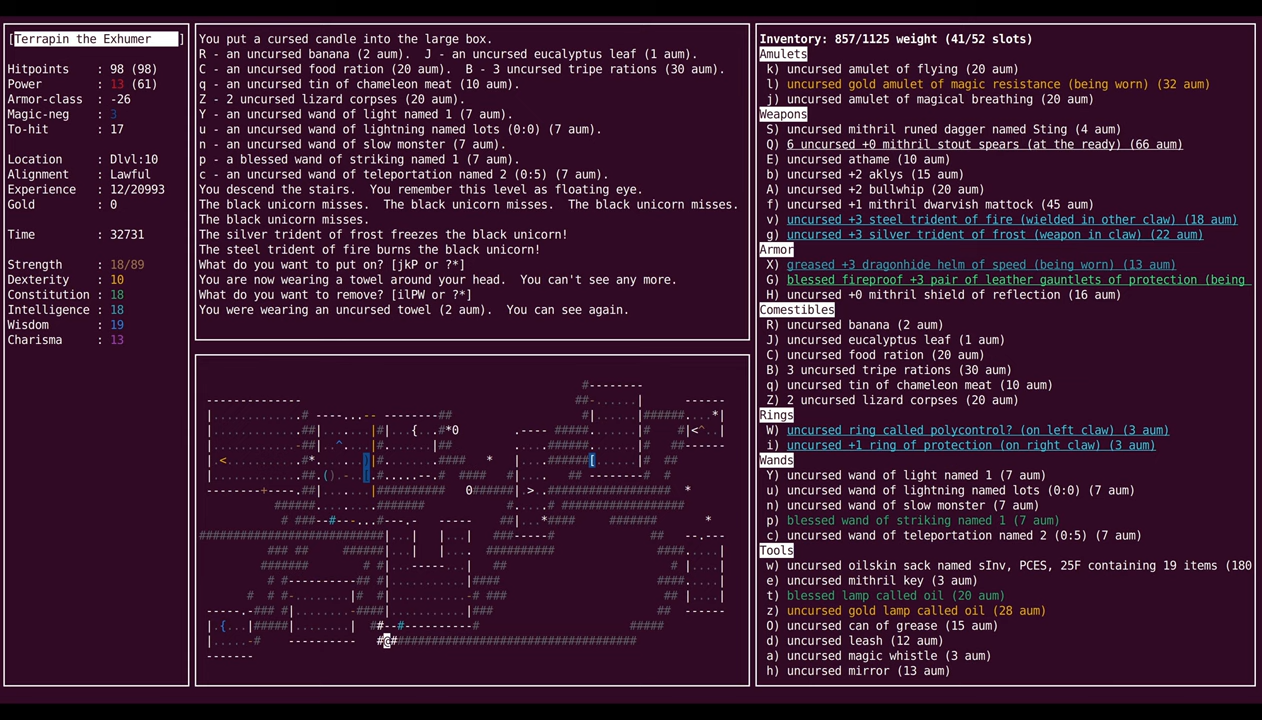 [Terrapin the Exhumer ]
Hitpoints : 98 (98)
Power : 13 (61)
Armor-class : -26
Magic-neg : 3
To-hit : 17
Location : Dlvl:10
Alignment : Lawful
Experience : 12/20993
Gold : 0
Time : 32731
Strength : 18/89
Dexterity : 10
Constitution : 18
Intelligence : 18
Wisdom : 19
Charisma : 13
You put a cursed candle into the large box.
R - an uncursed banana (2 aum). J - an uncursed eucalyptus leaf (1 aum).
C - an uncursed food ration (20 aum). B - 3 uncursed tripe rations (30 aum).
q - an uncursed tin of chameleon meat (10 aum).
Z - 2 uncursed lizard corpses (20 aum).
Y - an uncursed wand of light named 1 (7 aum).
u - an uncursed wand of lightning named lots (0:0) (7 aum).
n - an uncursed wand of slow monster (7 aum).
p - a blessed wand of striking named 1 (7 aum).
c - an uncursed wand of teleportation named 2 (0:5) (7 aum).
You descend the stairs. You remember this level as floating eye.
The black unicorn misses. The black unicorn misses. The black unicorn misses.
The black unicorn misses.
The silver trident of frost freezes the black unicorn!
The steel trident of fire burns the black unicorn!
What do you want to put on? [jkP or ?*]
You are now wearing a towel around your head. You can't see any more.
What do you want to remove? [ilPW or ?*]
You were wearing an uncursed towel (2 aum). You can see again.
Inventory: 857/1125 weight (41/52 slots)
Amulets
k) uncursed amulet of flying (20 aum)
l) uncursed gold amulet of magic resistance (being worn) (32 aum)
j) uncursed amulet of magical breathing (20 aum)
Weapons
S) uncursed mithril runed dagger named Sting (4 aum)
Q) 6 uncursed +0 mithril stout spears (at the ready) (66 aum)
E) uncursed athame (10 aum)
b) uncursed +2 aklys (15 aum)
A) uncursed +2 bullwhip (20 aum)
f) uncursed +1 mithril dwarvish mattock (45 aum)
v) uncursed +3 steel trident of fire (wielded in other claw) (18 aum)
g) uncursed +3 silver trident of frost (weapon in claw) (22 aum)
Armor
X) greased +3 dragonhide helm of speed (being worn) (13 aum)
G) blessed fireproof +3 pair of leather gauntlets of protection (being
H) uncursed +0 mithril shield of reflection (16 aum)
Comestibles
R) uncursed banana (2 aum)
J) uncursed eucalyptus leaf (1 aum)
C) uncursed food ration (20 aum)
B) 3 uncursed tripe rations (30 aum)
q) uncursed tin of chameleon meat (10 aum)
Z) 2 uncursed lizard corpses (20 aum)
Rings
W) uncursed ring called polycontrol? (on left claw) (3 aum)
i) uncursed +1 ring of protection (on right claw) (3 aum)
Wands
Y) uncursed wand of light named 1 (7 aum)
u) uncursed wand of lightning named lots (0:0) (7 aum)
n) uncursed wand of slow monster (7 aum)
p) blessed wand of striking named 1 (7 aum)
c) uncursed wand of teleportation named 2 (0:5) (7 aum)
Tools
w) uncursed oilskin sack named sInv, PCES, 25F containing 19 items (180
e) uncursed mithril key (3 aum)
t) blessed lamp called oil (20 aum)
z) uncursed gold lamp called oil (28 aum)
O) uncursed can of grease (15 aum)
d) uncursed leash (12 aum)
a) uncursed magic whistle (3 aum)
h) uncursed mirror (13 aum)